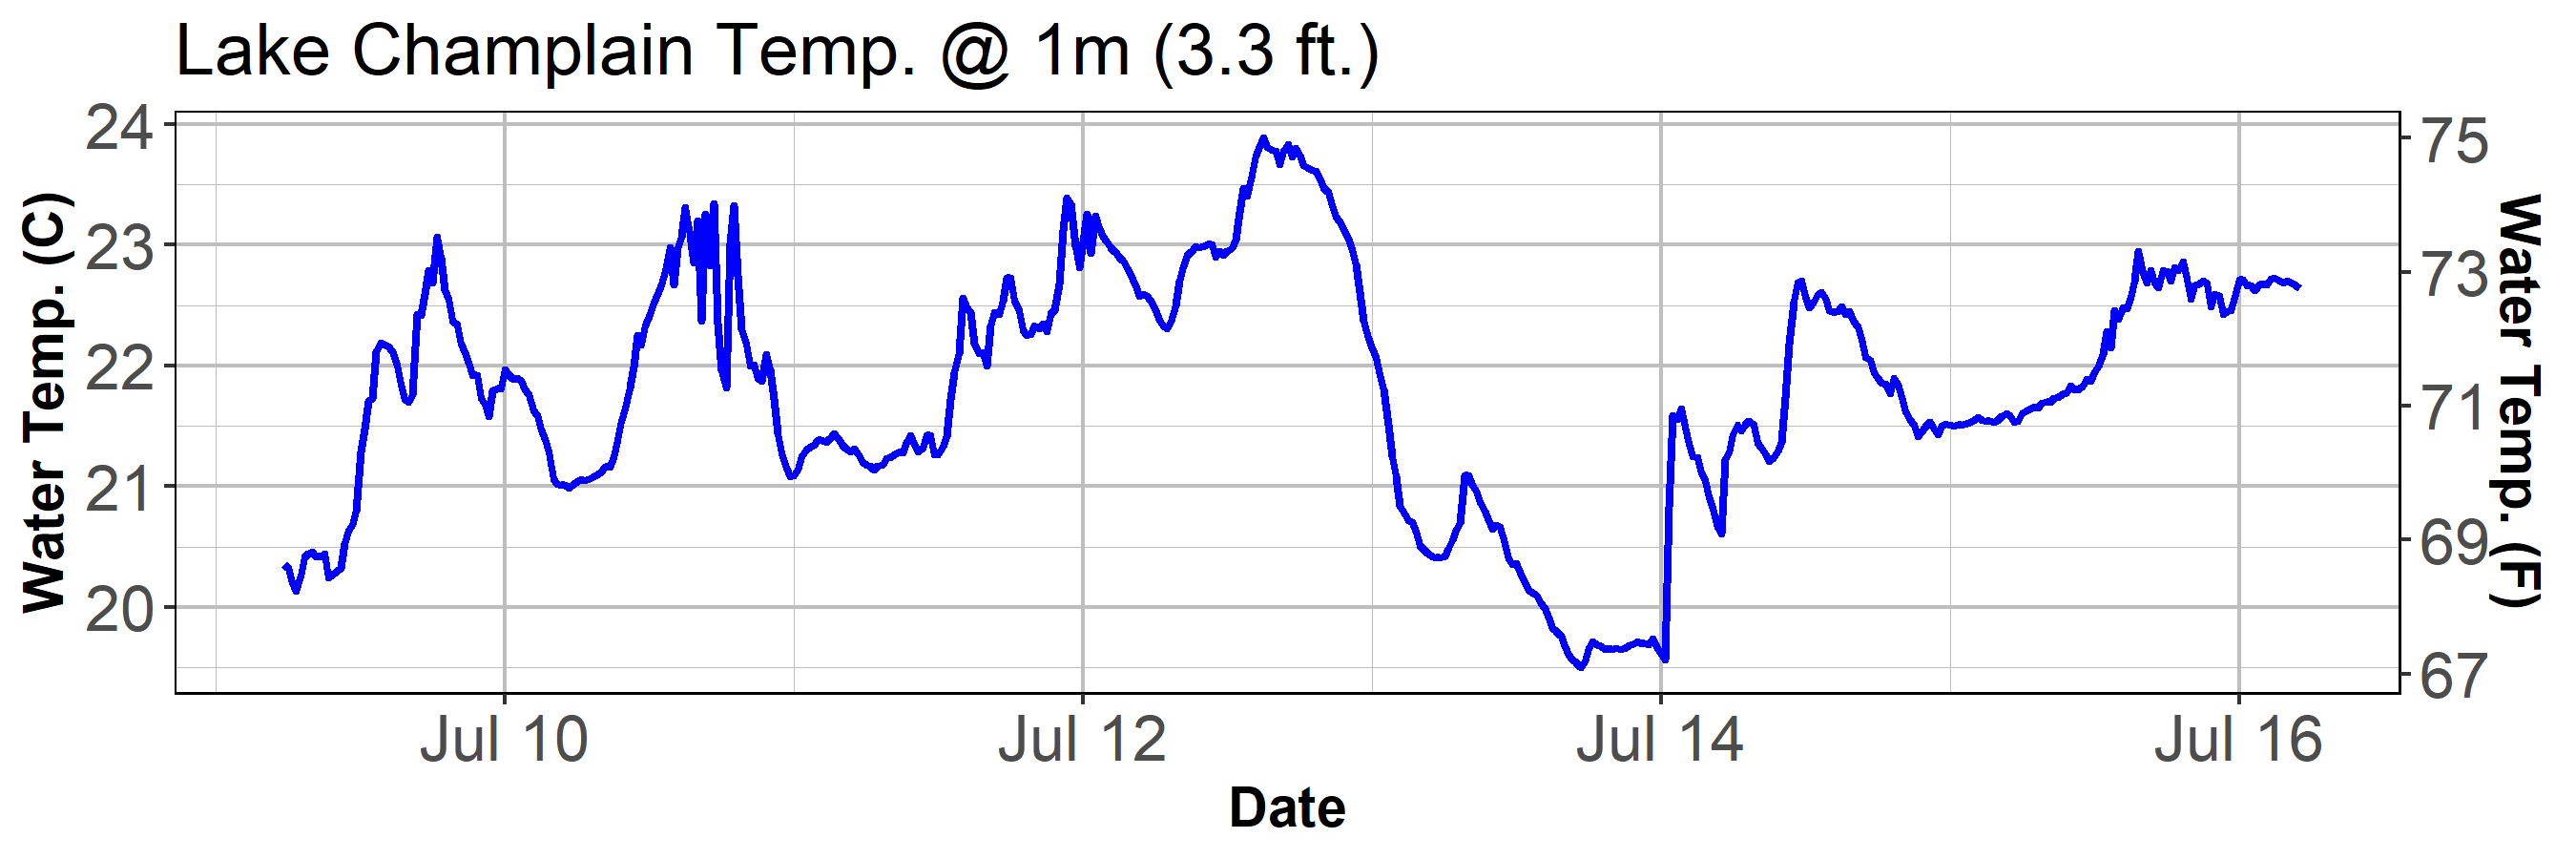 Lake Champlain Temp. @ 1m (3.3 ft.)
Water Temp. (C)
24
23
22
21
20
75
73
71
69
67
Water Temp. (F)
Jul 10 Jul 12 Jul 14 Jul 16
Date